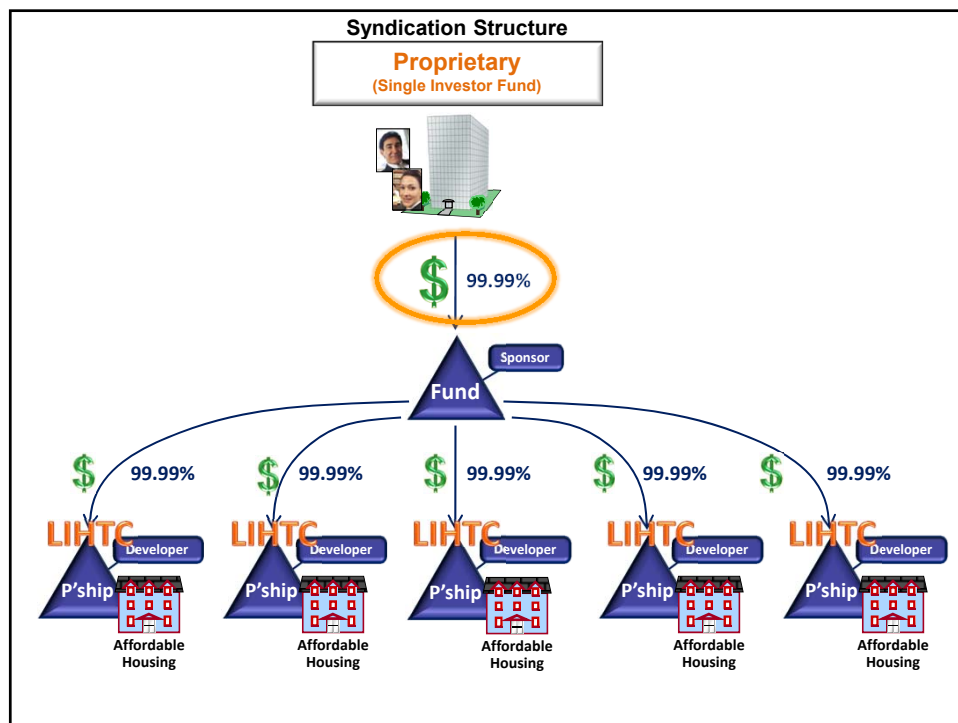 Syndication Structure
Proprietary
(Single Investor Fund)
$ 99.99%
Sponsor
Fund
$ 99.99% $ 99.99% $ 99.99% $ 99.99% $ 99.99%
LIHTC LIHTC LIHTC LIHTC LIHTC
Developer Developer Developer Developer Developer
P'ship P'ship P'ship P'ship P'ship
Affordable Affordable Affordable Affordable Affordable
Housing Housing Housing Housing Housing